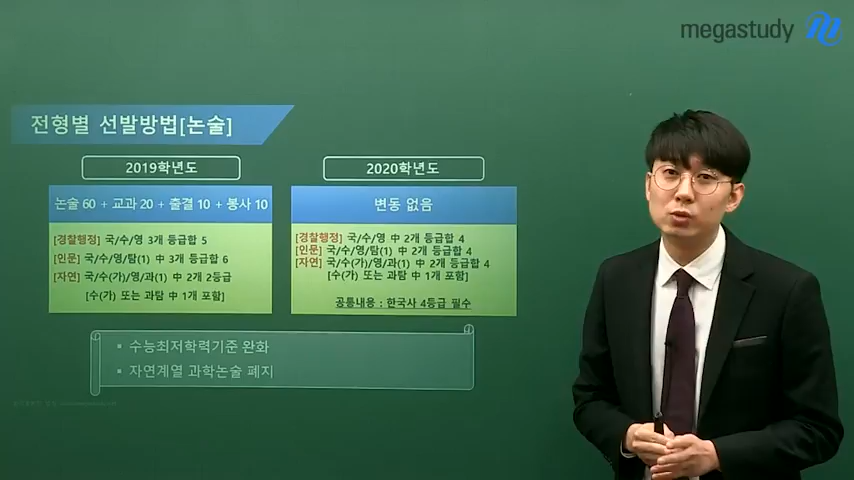 megastudy
전형별 선발방법[논술]
2019학년도
논술 60 + 교과 20 + 출결 10 + 봉사 10
[경찰행정] 국/수/영 3개 등급합 5
[인문] 국/수/영/탐(1) 中 3개 등급합 6
[자연] 국/수(가)/영/과(1) 中 2개 2등급
[수(가) 또는 과탐 中 1개 포함]
2020학년도
변동 없음
[경찰행정] 국/수/영 中 2개 등급합 4
[인문] 국/수/영/탐(1) 中 2개 등급합 4
[자연] 국/수(가)/영/과(1) 中 2개 등급합 4
[수(가) 또는 과탐 中 1개 포함]
공통내용 : 한국사 4등급 필수
▪ 수능최저학력기준 완화
▪ 자연계열 과학논술 폐지